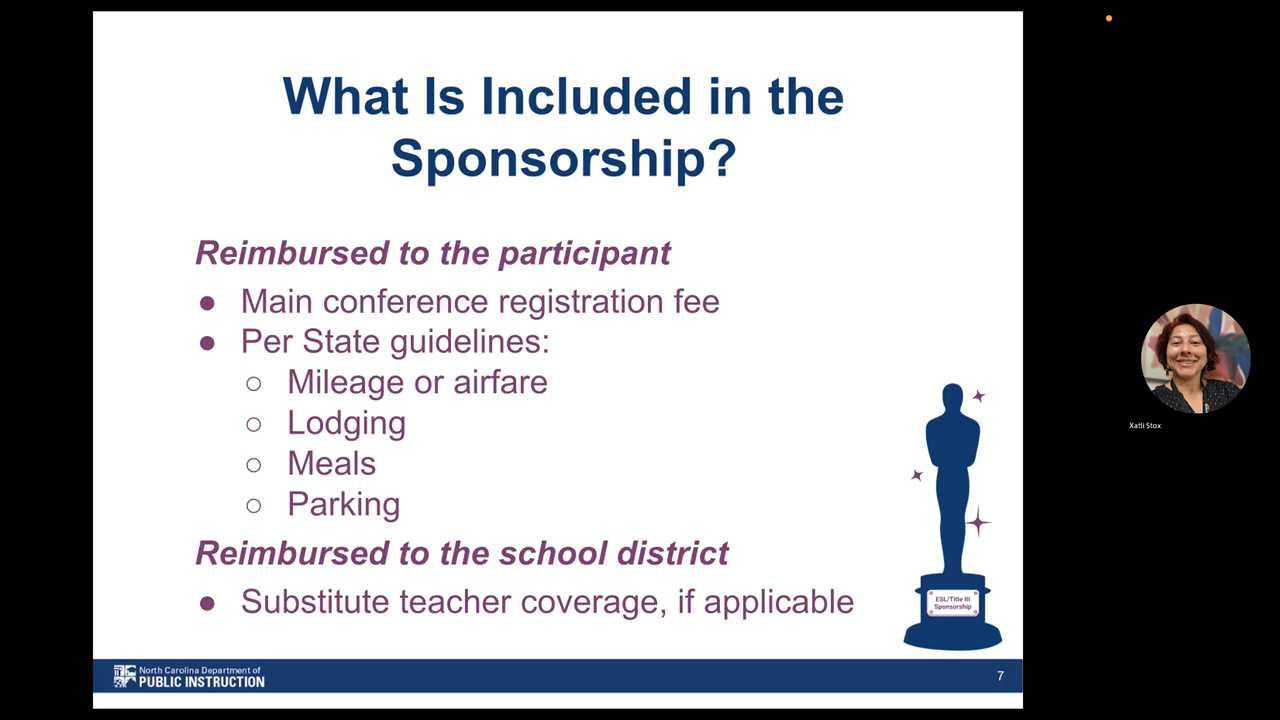 What Is Included in the
Sponsorship?
Reimbursed to the participant
● Main conference registration fee
● Per State guidelines:
○ Mileage or airfare
○ Lodging
○ Meals
○ Parking
Reimbursed to the school district
● Substitute teacher coverage, if applicable
ESL/Title III
Sponsorship
North Carolina Department of
PUBLIC INSTRUCTION
7
Xatli Stox